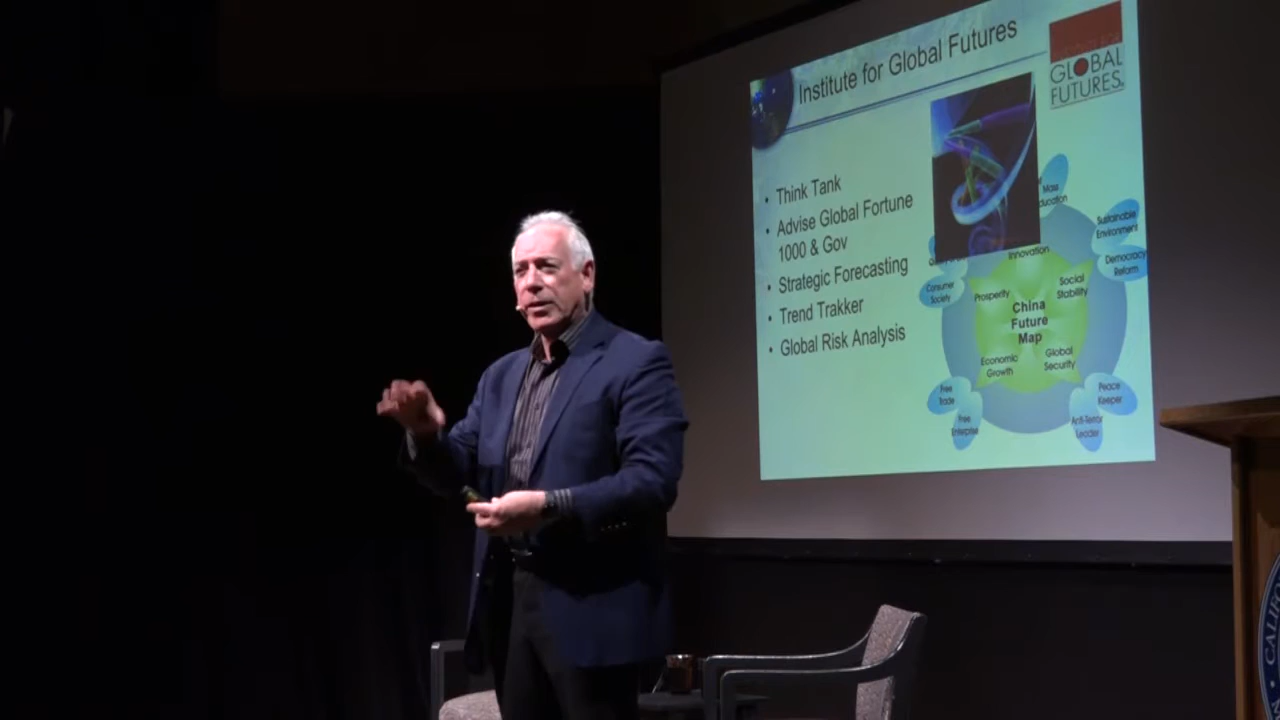 Institute for Global Futures
GLOBAL
FUTURES
• Think Tank
• Advise Global Fortune
1000 & Gov
• Strategic Forecasting
• Trend Trakker
• Global Risk Analysis
Mass
Sustainable
Environment
Democracy
Reform
Innovation
Consumer
Society
Prosperity
Social
Stability
China
Future
Map
Economic
Growth
Global
Security
Free
Trade
Free
Enterprise
Peace
Keeper
Anti-Terror
Leader